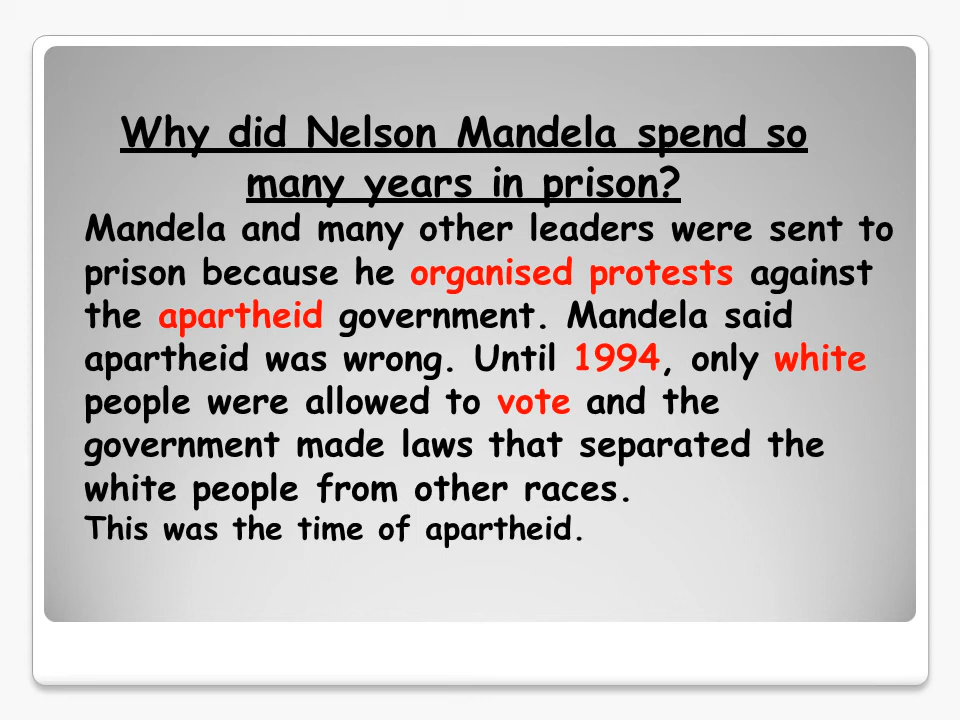 Why did Nelson Mandela spend so
many years in prison?
Mandela and many other leaders were sent to
prison because he organised protests against
the apartheid government. Mandela said
apartheid was wrong. Until 1994, only white
people were allowed to vote and the
government made laws that separated the
white people from other races.
This was the time of apartheid.